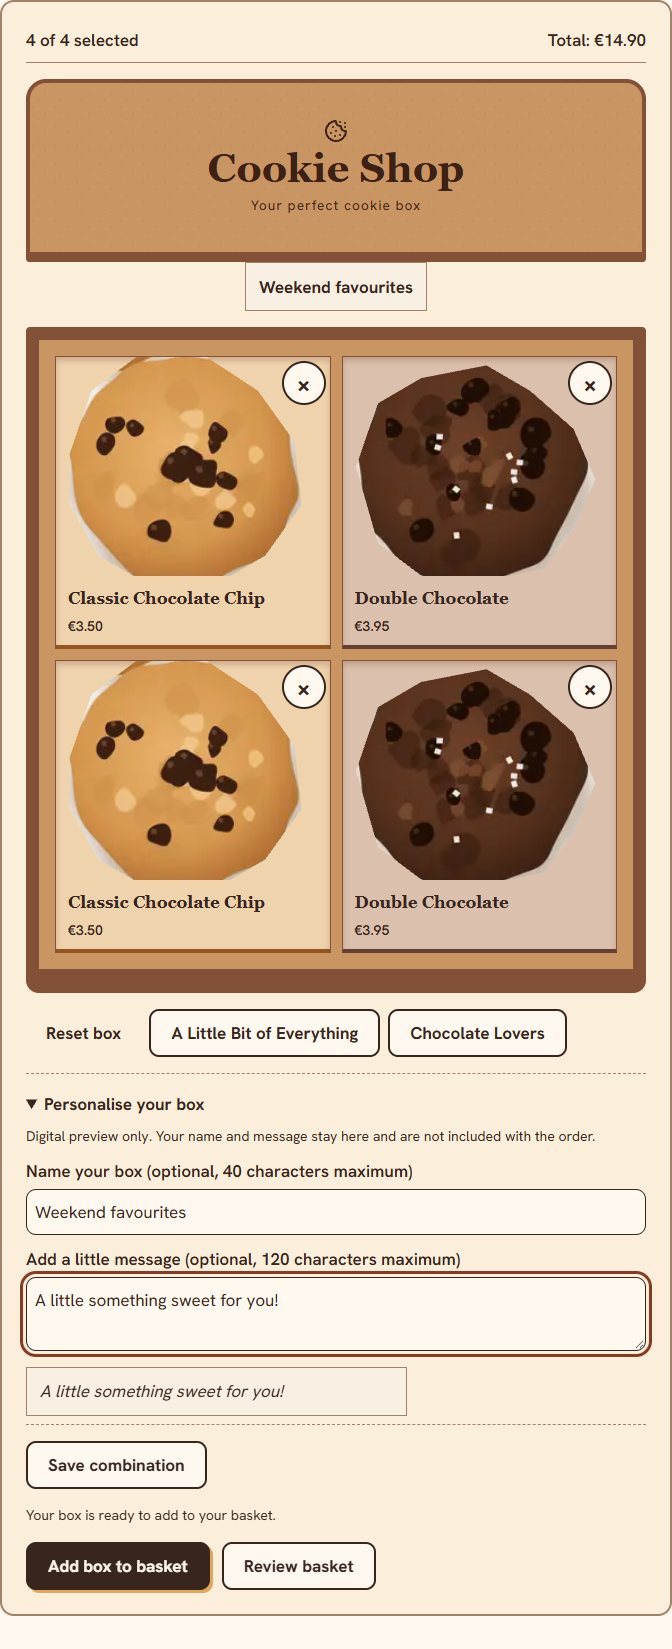 4 of 4 selected
Total: €14.90
Cookie Shop
Your perfect cookie box
Weekend favourites
×
×
Classic Chocolate Chip
€3.50
Double Chocolate
€3.95
×
×
Classic Chocolate Chip
€3.50
Double Chocolate
€3.95
Reset box
A Little Bit of Everything
Chocolate Lovers
▼ Personalise your box
Digital preview only. Your name and message stay here and are not included with the order.
Name your box (optional, 40 characters maximum)
Weekend favourites
Add a little message (optional, 120 characters maximum)
A little something sweet for you!
A little something sweet for you!
Save combination
Your box is ready to add to your basket.
Add box to basket
Review basket